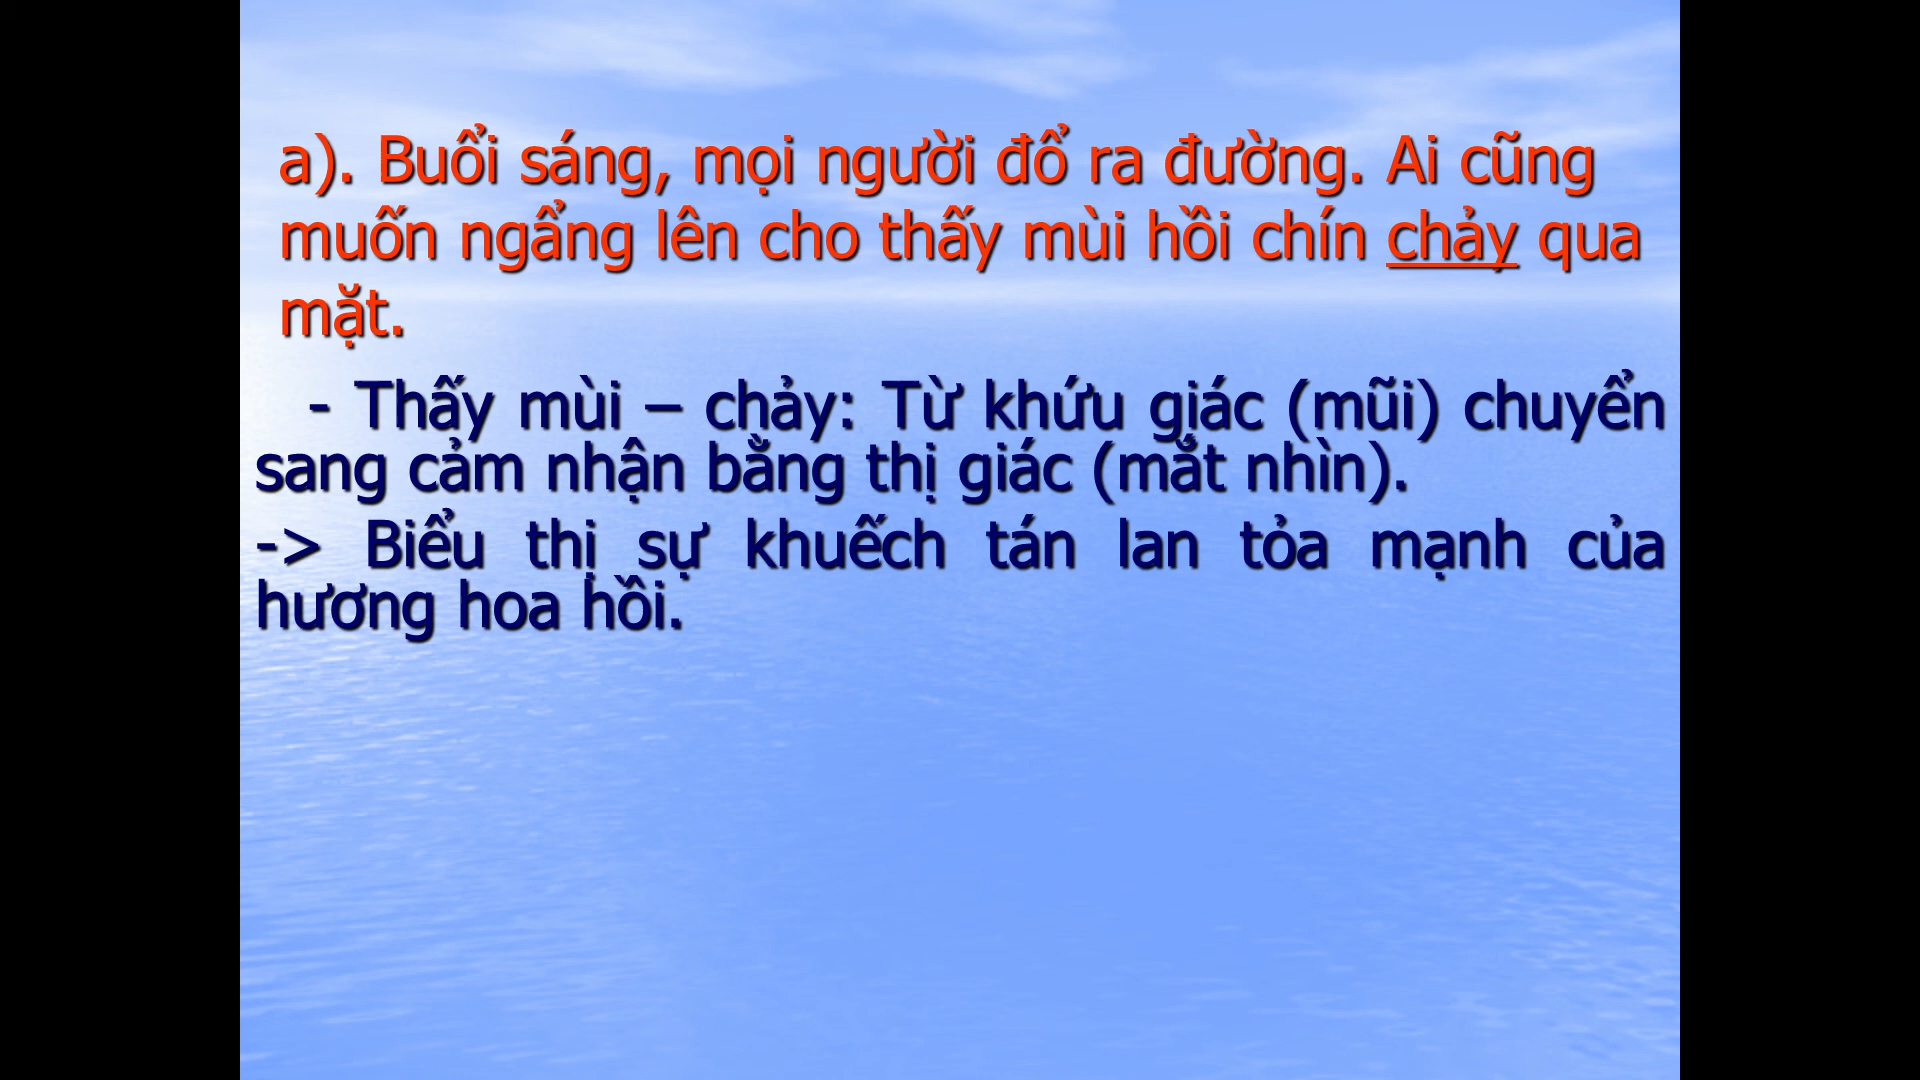 a). Buổi sáng, mọi người đổ ra đường. Ai cũng
muốn ngẩng lên cho thấy mùi hồi chín chảy qua
mặt.
- Thấy mùi – chảy: Từ khứu giác (mũi) chuyển
sang cảm nhận bằng thị giác (mắt nhìn).
-> Biểu thị sự khuếch tán lan tỏa mạnh của
hương hoa hồi.